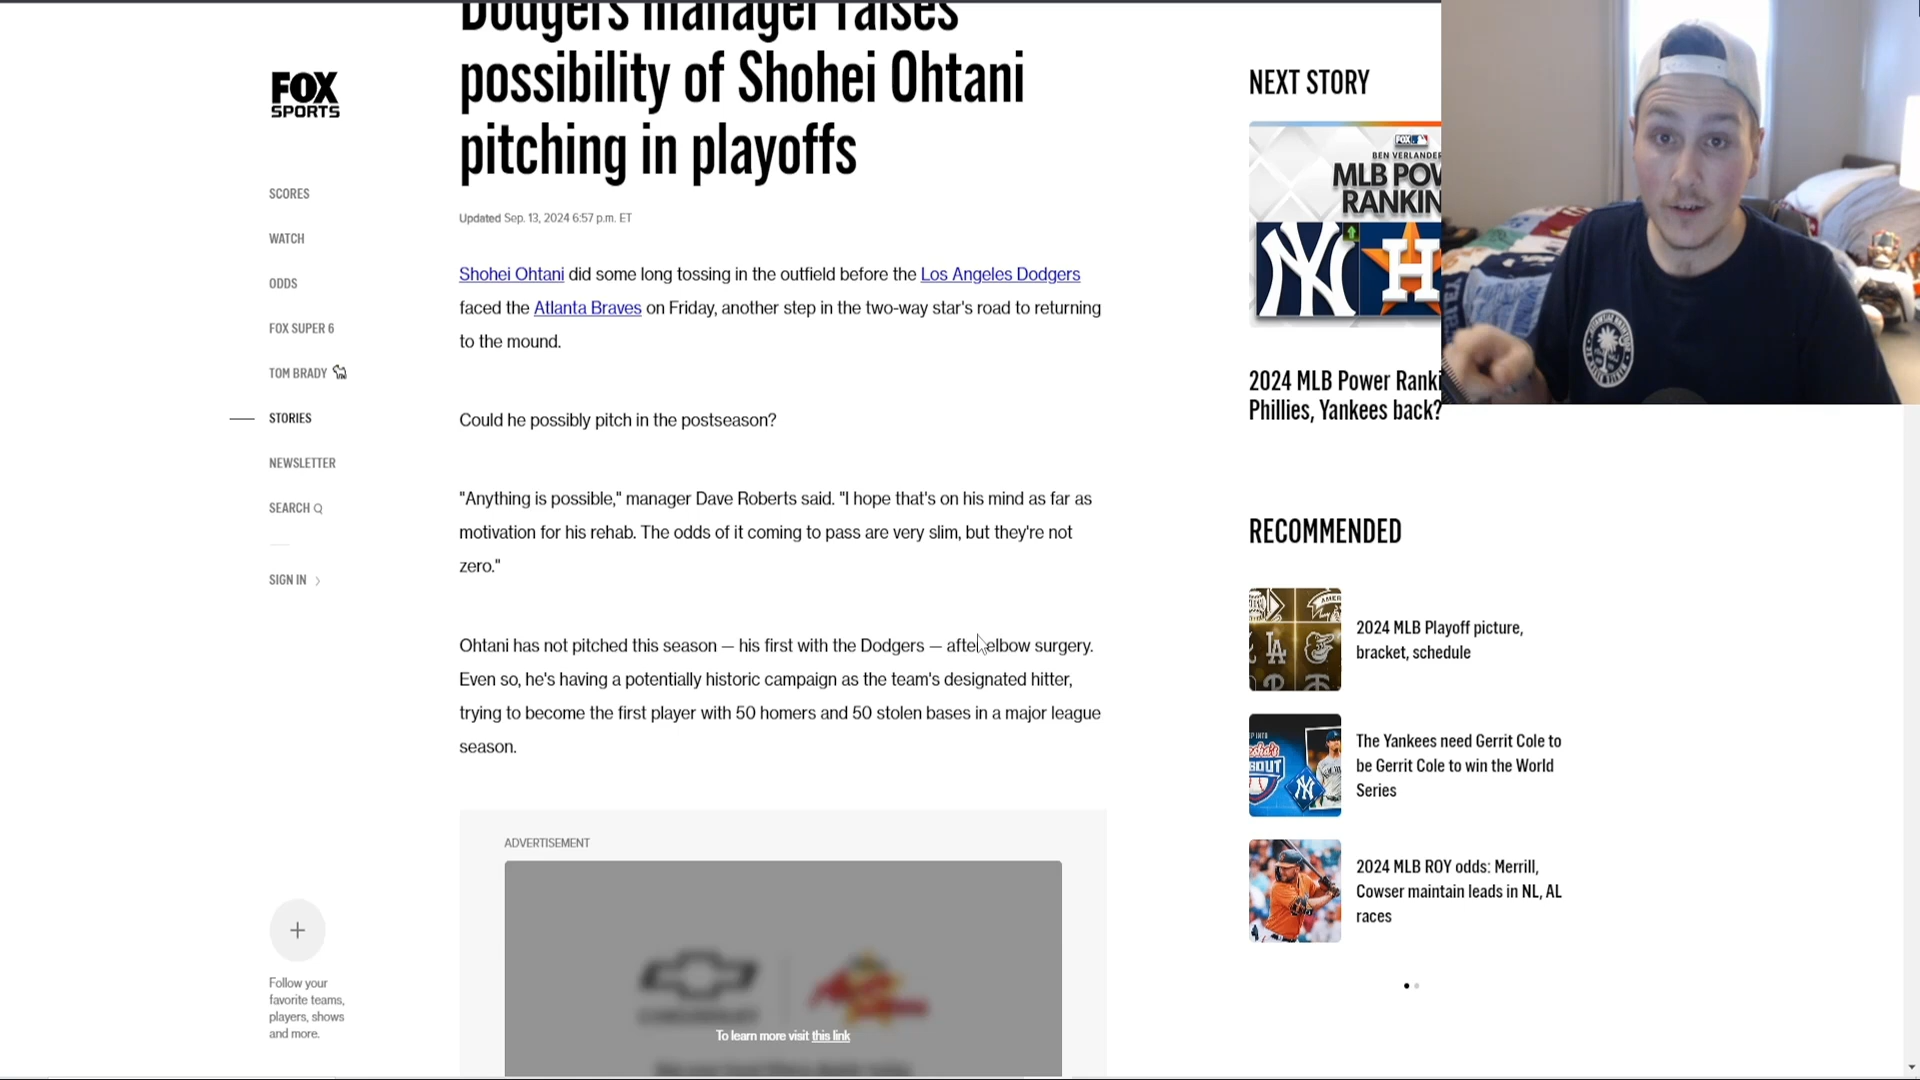 Dodgers manager raises
possibility of Shohei Ohtani
pitching in playoffs
FOX
SPORTS
SCORES
WATCH
ODDS
FOX SUPER 6
TOM BRADY
STORIES
NEWSLETTER
SEARCH
SIGN IN
Follow your
favorite teams,
players, shows
and more.
Updated Sep. 13, 2024 6:57 p.m. ET
Shohei Ohtani did some long tossing in the outfield before the Los Angeles Dodgers
faced the Atlanta Braves on Friday, another step in the two-way star's road to returning
to the mound.
Could he possibly pitch in the postseason?
"Anything is possible," manager Dave Roberts said. "I hope that's on his mind as far as
motivation for his rehab. The odds of it coming to pass are very slim, but they're not
zero."
Ohtani has not pitched this season — his first with the Dodgers — after elbow surgery.
Even so, he's having a potentially historic campaign as the team's designated hitter,
trying to become the first player with 50 homers and 50 stolen bases in a major league
season.
ADVERTISEMENT
To learn more visit this link
NEXT STORY
FOX
BEN VERLANDER
MLB POW
RANKIN
NY
H
2024 MLB Power Ranki
Phillies, Yankees back?
RECOMMENDED
LA
2024 MLB Playoff picture,
bracket, schedule
NY
The Yankees need Gerrit Cole to
be Gerrit Cole to win the World
Series
2024 MLB ROY odds: Merrill,
Cowser maintain leads in NL, AL
races